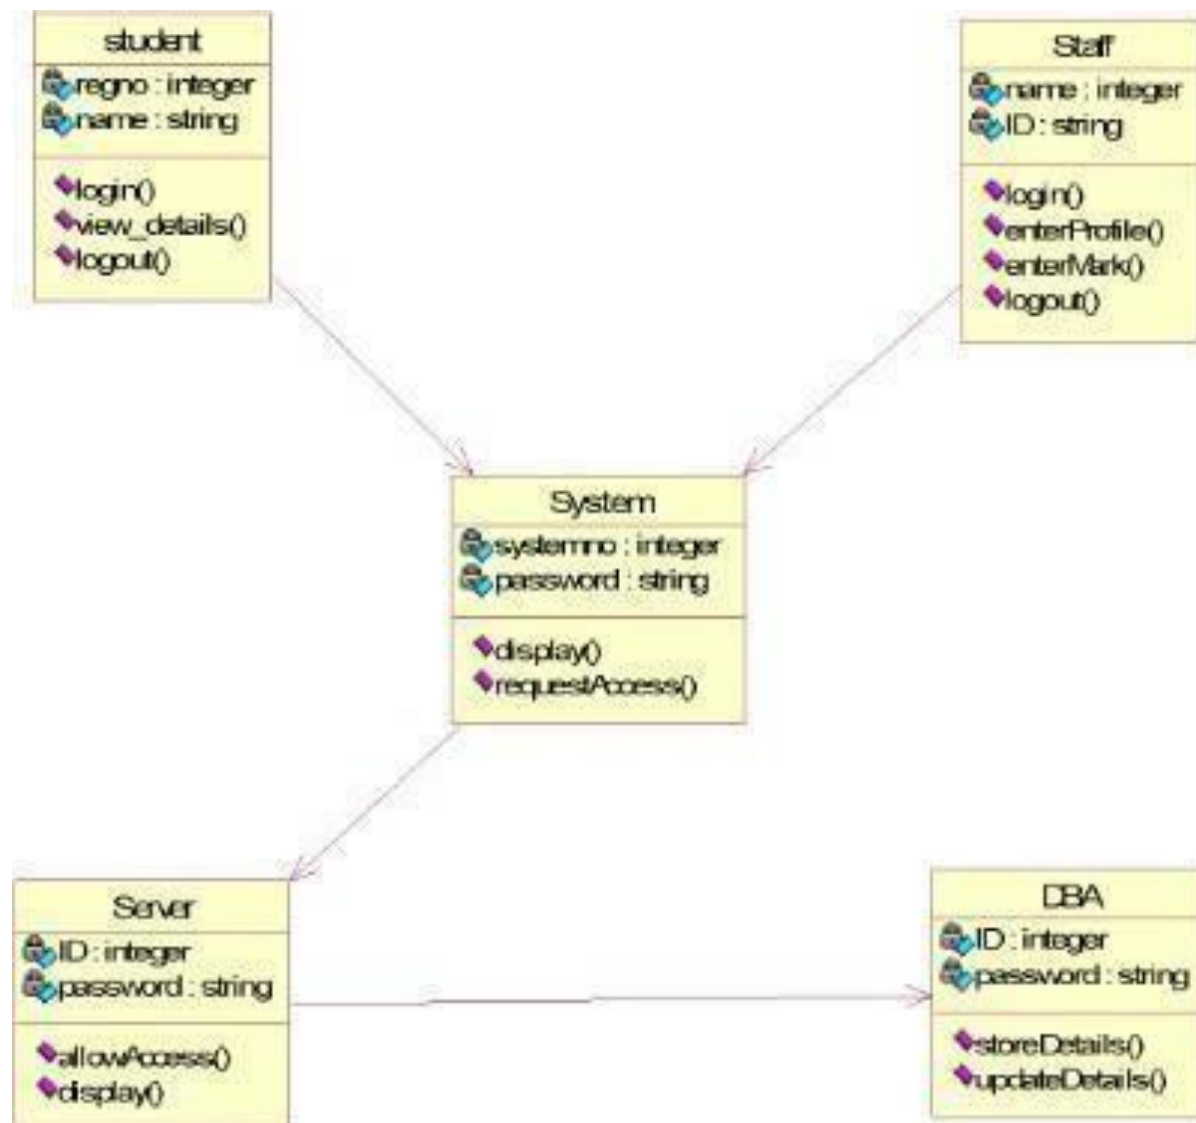 student
regno : integer
name : string
login()
view_details()
logout()
Staff
name : integer
ID : string
login()
enterProfile()
enterMark()
logout()
System
systemno : integer
password : string
display()
requestAccess()
Server
ID : integer
password : string
allowAccess()
display()
DBA
ID : integer
password : string
storeDetails()
updateDetails()